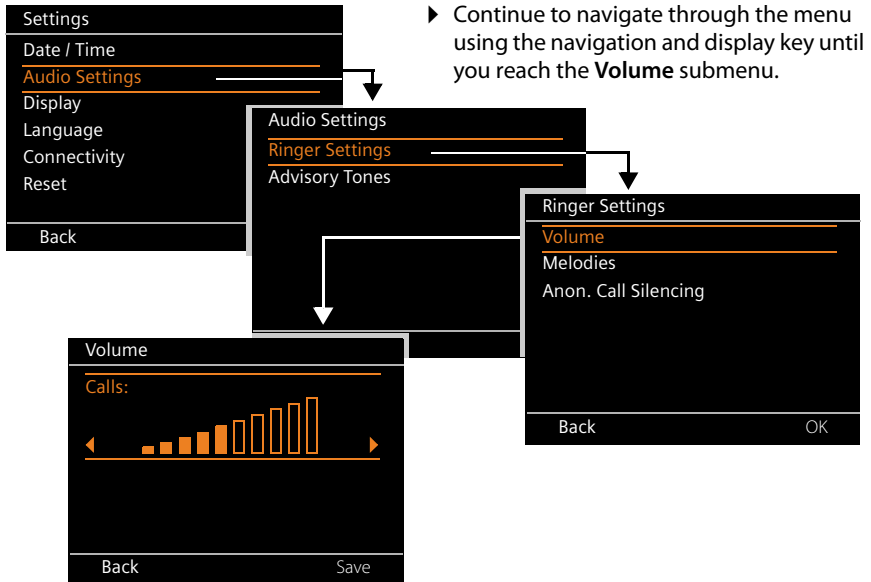 Continue to navigate through the menu
using the navigation and display key until
you reach the Volume submenu.
Settings
Date / Time
Audio Settings
Display
Language
Connectivity
Reset
Back
Audio Settings
Ringer Settings
Advisory Tones
Ringer Settings
Volume
Melodies
Anon. Call Silencing
Back OK
Volume
Calls:
Back Save